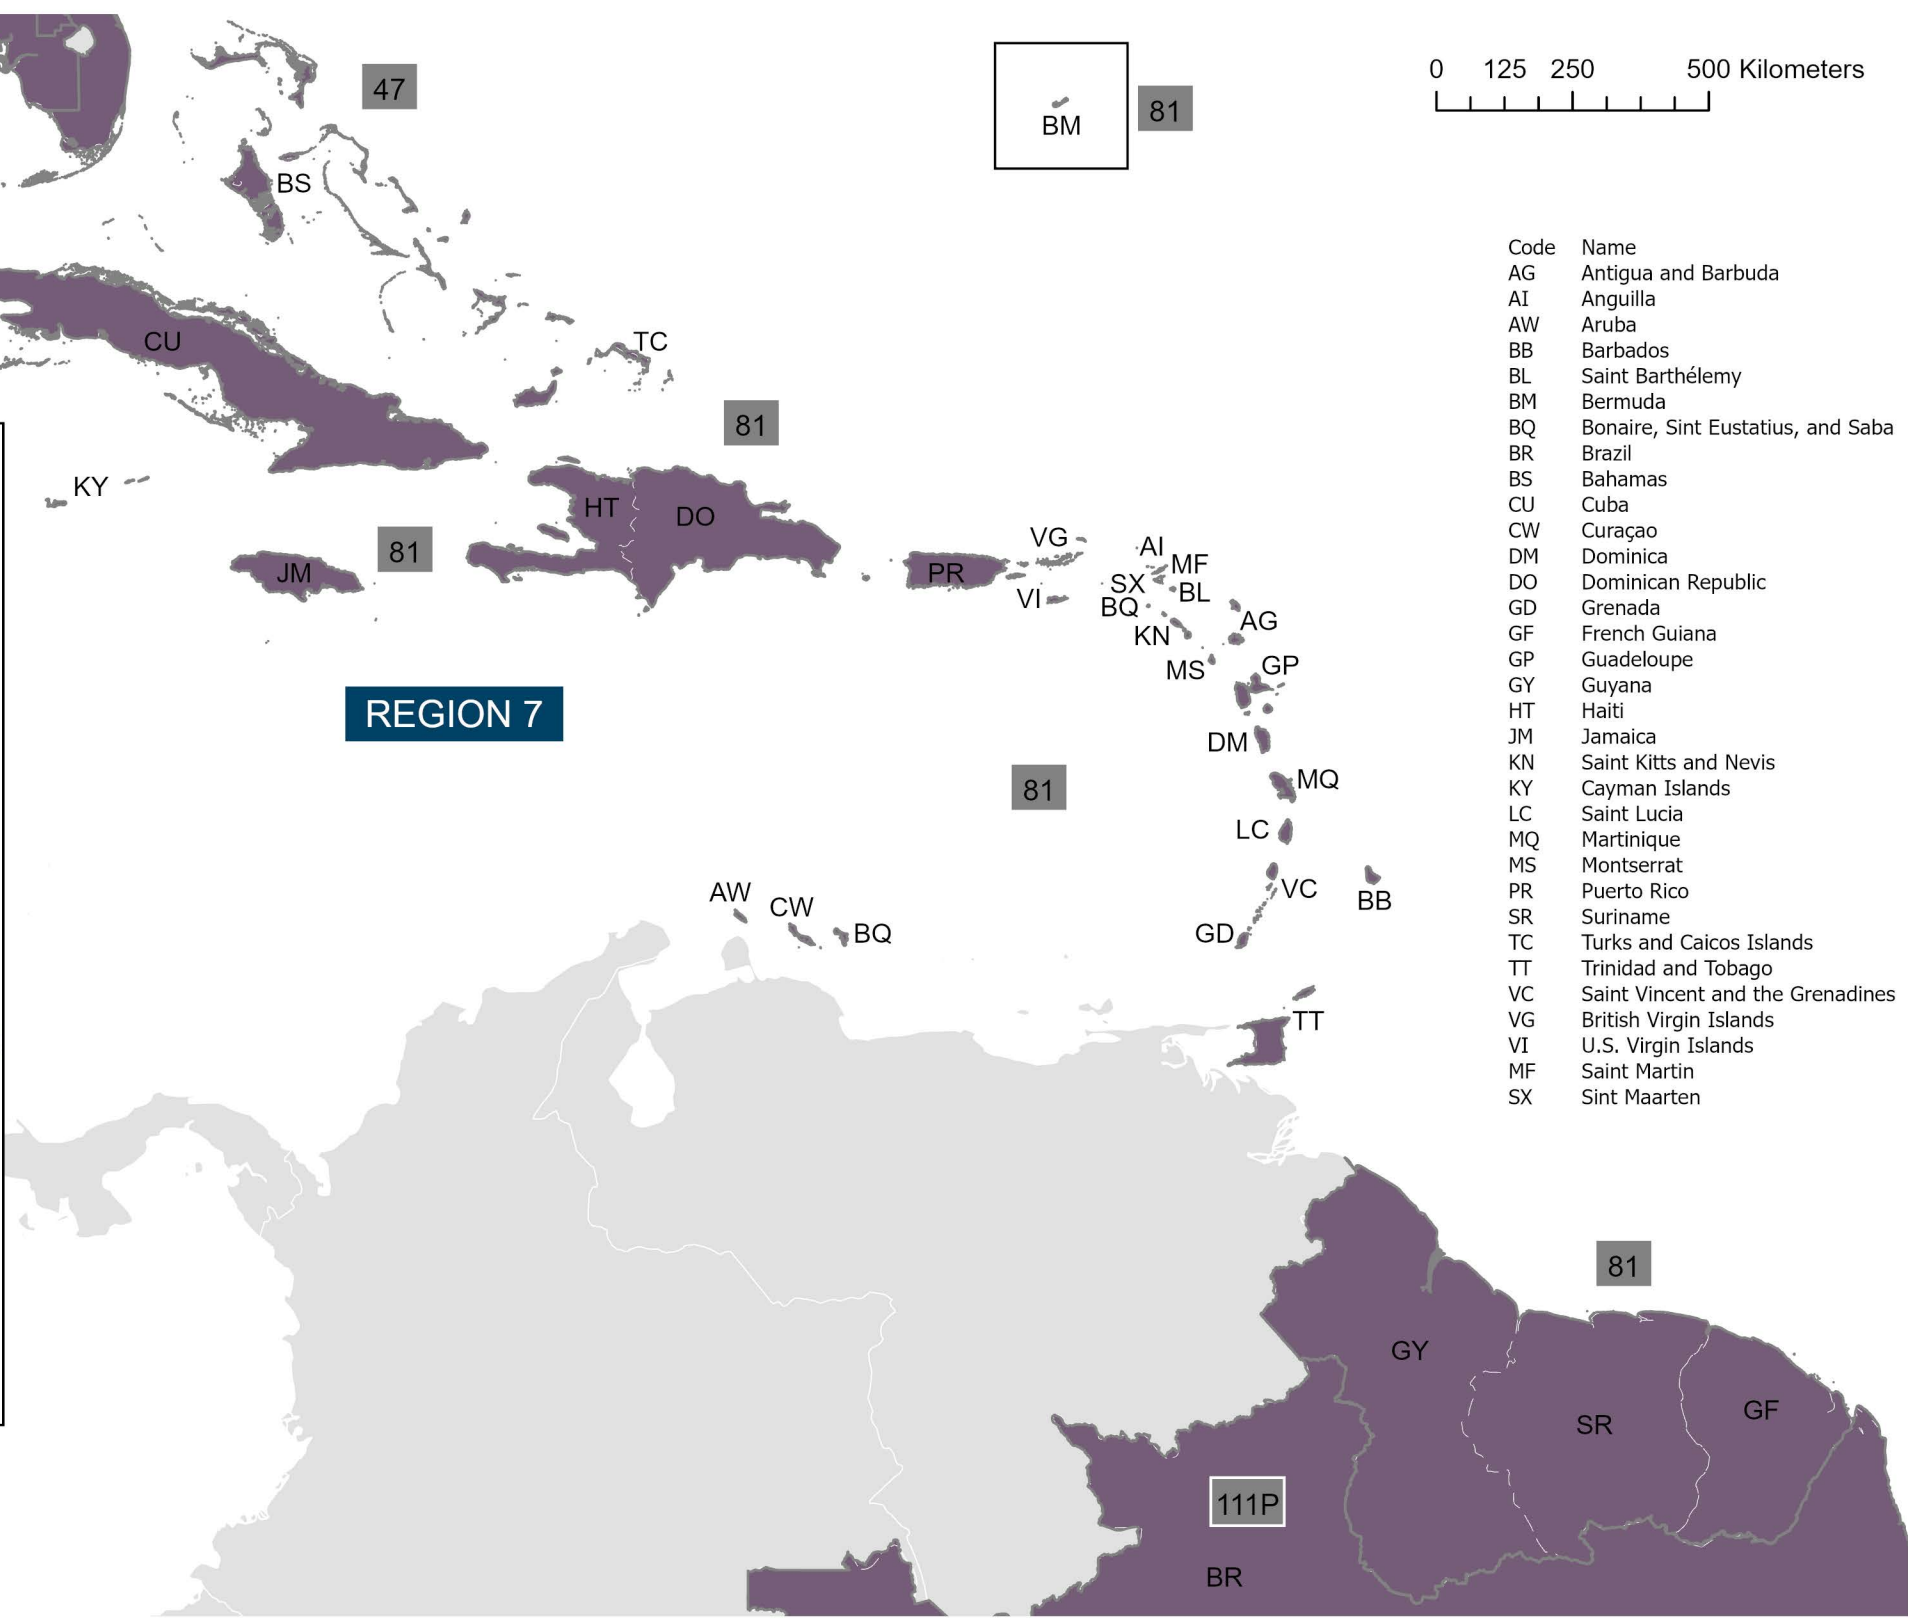 0 125 250 500 Kilometers
47
BM
81
BS
CU
TC
81
KY
HT
DO
81
JM
PR
VG
VI
AI
MF
SX
BL
BQ
KN
AG
MS
GP
REGION 7
DM
MQ
81
LC
VC
BB
AW
CW
BQ
GD
TT
81
GY
SR
GF
111P
BR
Code Name
AG Antigua and Barbuda
AI Anguilla
AW Aruba
BB Barbados
BL Saint Barthélemy
BM Bermuda
BQ Bonaire, Sint Eustatius, and Saba
BR Brazil
BS Bahamas
CU Cuba
CW Curaçao
DM Dominica
DO Dominican Republic
GD Grenada
GF French Guiana
GP Guadeloupe
GY Guyana
HT Haiti
JM Jamaica
KN Saint Kitts and Nevis
KY Cayman Islands
LC Saint Lucia
MQ Martinique
MS Montserrat
PR Puerto Rico
SR Suriname
TC Turks and Caicos Islands
TT Trinidad and Tobago
VC Saint Vincent and the Grenadines
VG British Virgin Islands
VI U.S. Virgin Islands
MF Saint Martin
SX Sint Maarten